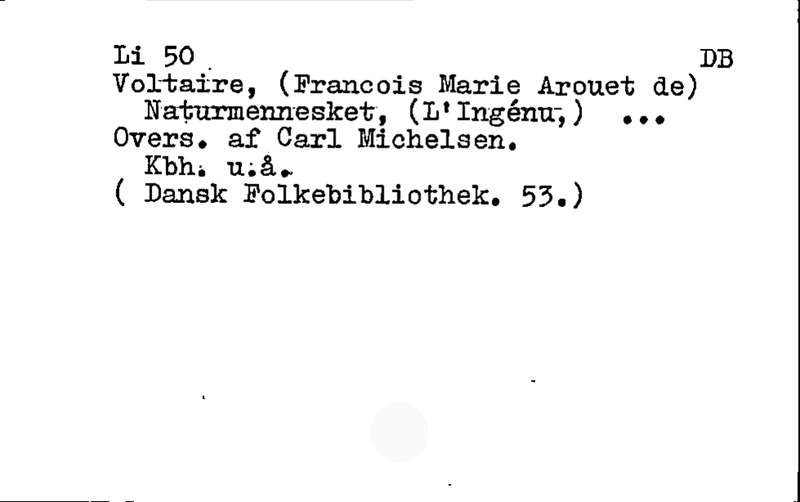 Li 50 DB
Voltaire, (Francois Marie Arouet de)
Naturmennesket, (L'Ingénu,) ...
Overs. af Carl Michelsen.
Kbh. u.å.
( Dansk Folkebibliothek. 53.)